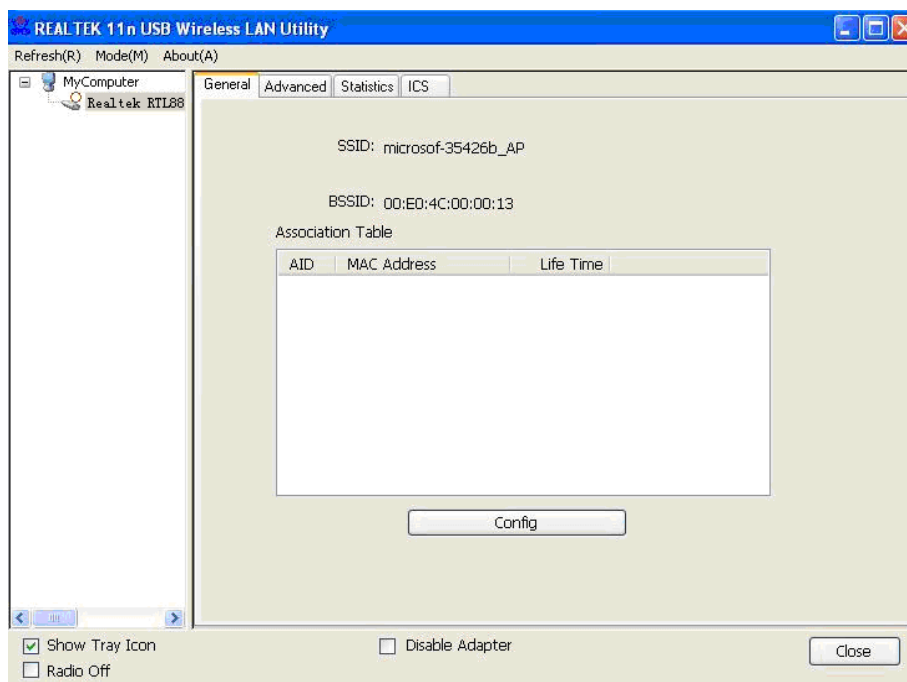 REALTEK 11n USB Wireless LAN Utility
Refresh(R) Mode(M) About(A)
MyComputer
Realtek RTL88
General Advanced Statistics ICS
SSID: microsof-35426b_AP
BSSID: 00:E0:4C:00:00:13
Association Table
AID MAC Address Life Time
Config
Show Tray Icon
Radio Off
Disable Adapter
Close